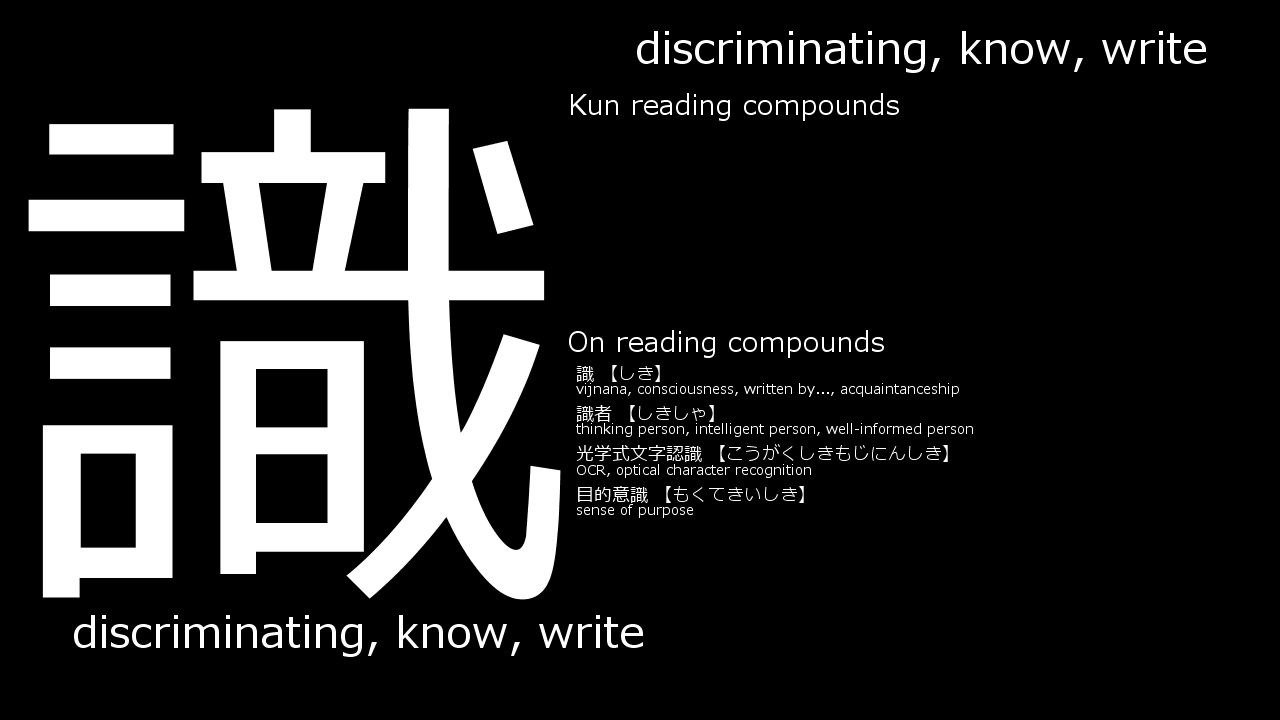 discriminating, know, write
Kun reading compounds
識
On reading compounds
識 【しき】
vijnana, consciousness, written by..., acquaintanceship
識者 【しきしゃ】
thinking person, intelligent person, well-informed person
光学式文字認識 【こうがくしきもじにんしき】
OCR, optical character recognition
目的意識 【もくてきいしき】
sense of purpose
discriminating, know, write